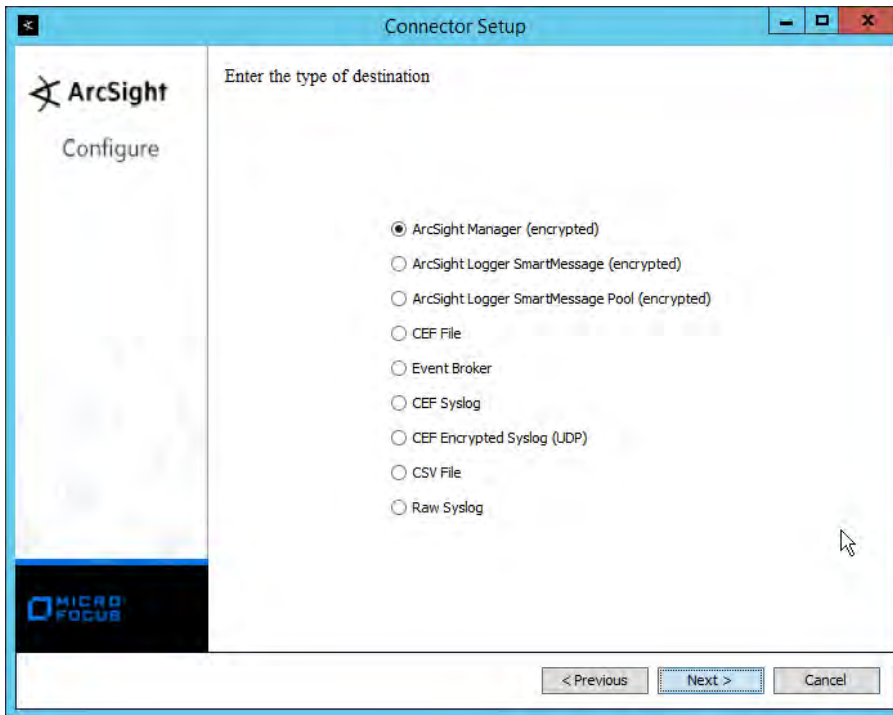 Connector Setup
ArcSight
Configure
Enter the type of destination
ArcSight Manager (encrypted)
ArcSight Logger SmartMessage (encrypted)
ArcSight Logger SmartMessage Pool (encrypted)
CEF File
Event Broker
CEF Syslog
CEF Encrypted Syslog (UDP)
CSV File
Raw Syslog
MICRO
FOCUS
< Previous
Next >
Cancel